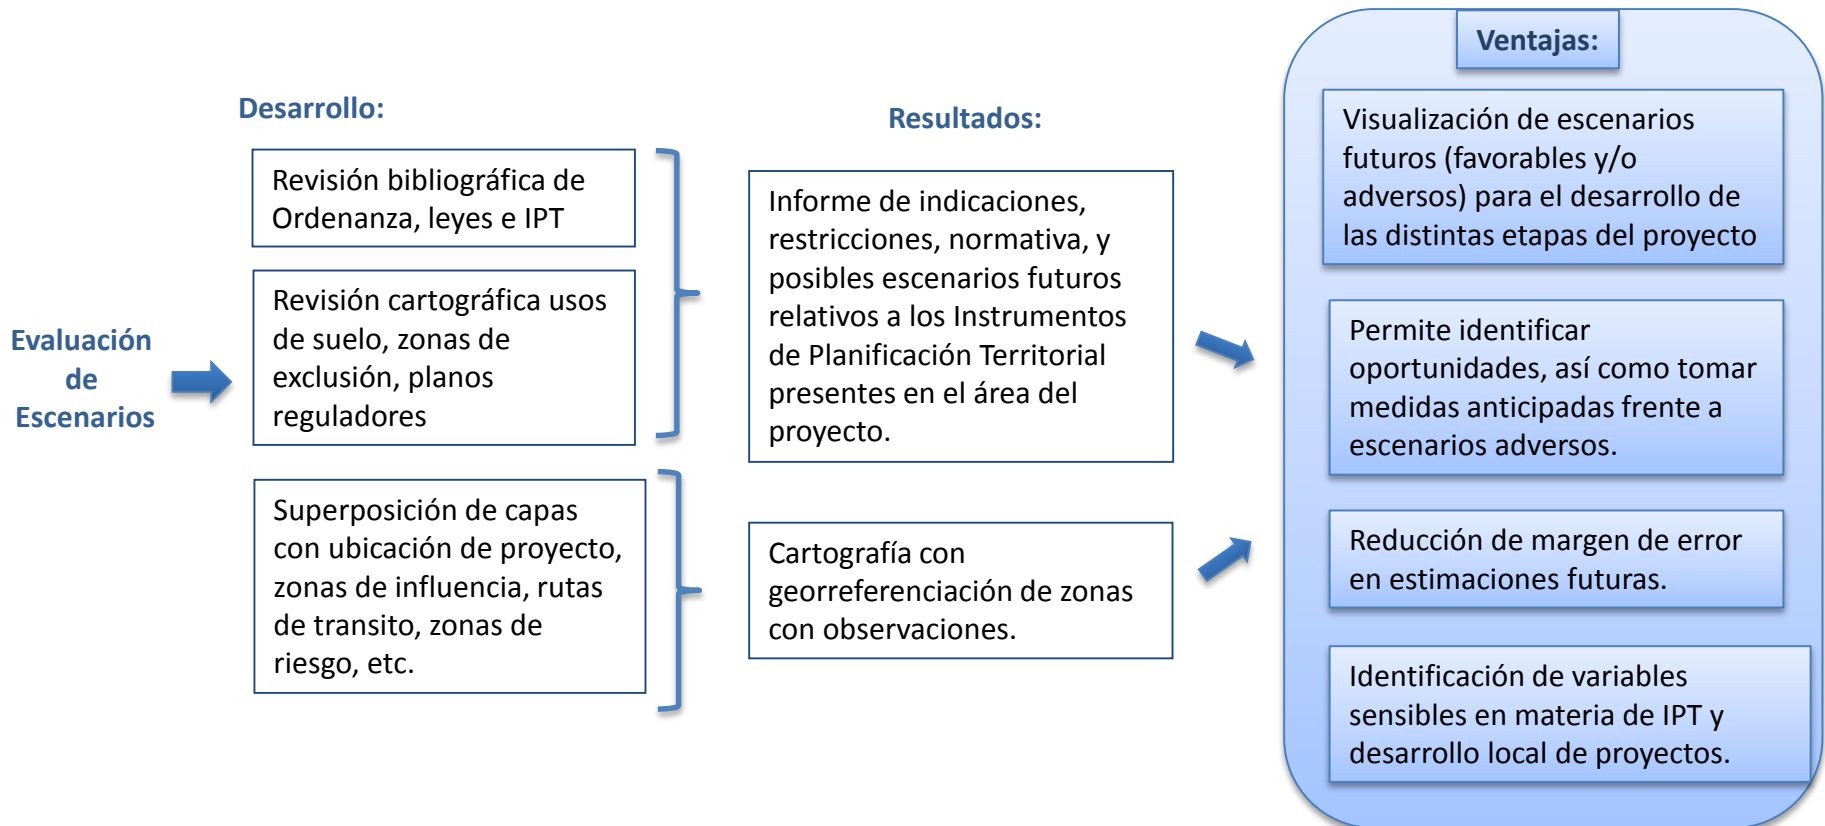 Evaluación
de
Escenarios
Desarrollo:
Revisión bibliográfica de
Ordenanza, leyes e IPT
Revisión cartográfica usos
de suelo, zonas de
exclusión, planos
reguladores
Superposición de capas
con ubicación de proyecto,
zonas de influencia, rutas
de transito, zonas de
riesgo, etc.
Resultados:
Informe de indicaciones,
restricciones, normativa, y
posibles escenarios futuros
relativos a los Instrumentos
de Planificación Territorial
presentes en el área del
proyecto.
Cartografía con
georreferenciación de zonas
con observaciones.
Ventajas:
Visualización de escenarios
futuros (favorables y/o
adversos) para el desarrollo de
las distintas etapas del proyecto
Permite identificar
oportunidades, así como tomar
medidas anticipadas frente a
escenarios adversos.
Reducción de margen de error
en estimaciones futuras.
Identificación de variables
sensibles en materia de IPT y
desarrollo local de proyectos.